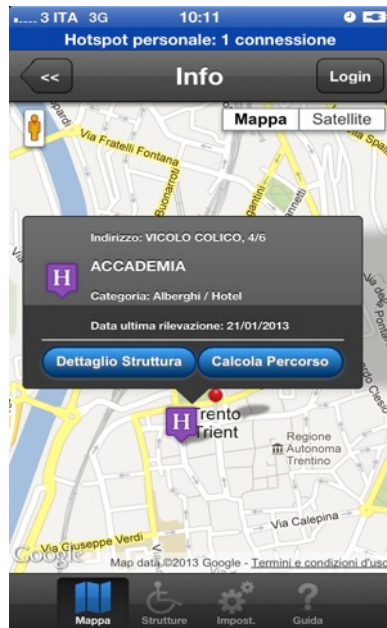 3 ITA 3G 10:11
Hotspot personale: 1 connessione
<< Info Login
Mappa Satellite
Via Fratelli Fontana
Buonarroti
Indirizzo: VICOLO COLICO, 4/6
H ACCADEMIA
Categoria: Alberghi / Hotel
Data ultima rilevazione: 21/01/2013
Dettaglio Struttura Calcola Percorso
H Trento
Trient
Regione
Autonoma
Trentino
Via Calepina
Via Giuseppe Verdi
Google
Map data ©2013 Google - Termini e condizioni d'uso
Mappa Strutture Impost. Guida